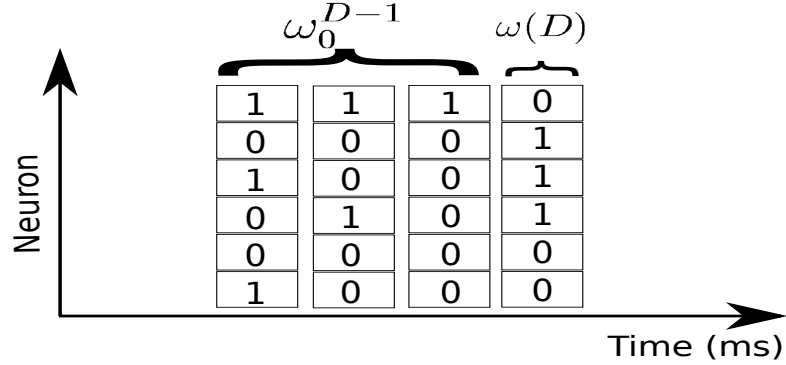 ω₀^{D−1} ω(D)
1 1 1 0
0 0 0 1
1 0 0 1
0 1 0 1
0 0 0 0
1 0 0 0
Neuron
Time (ms)